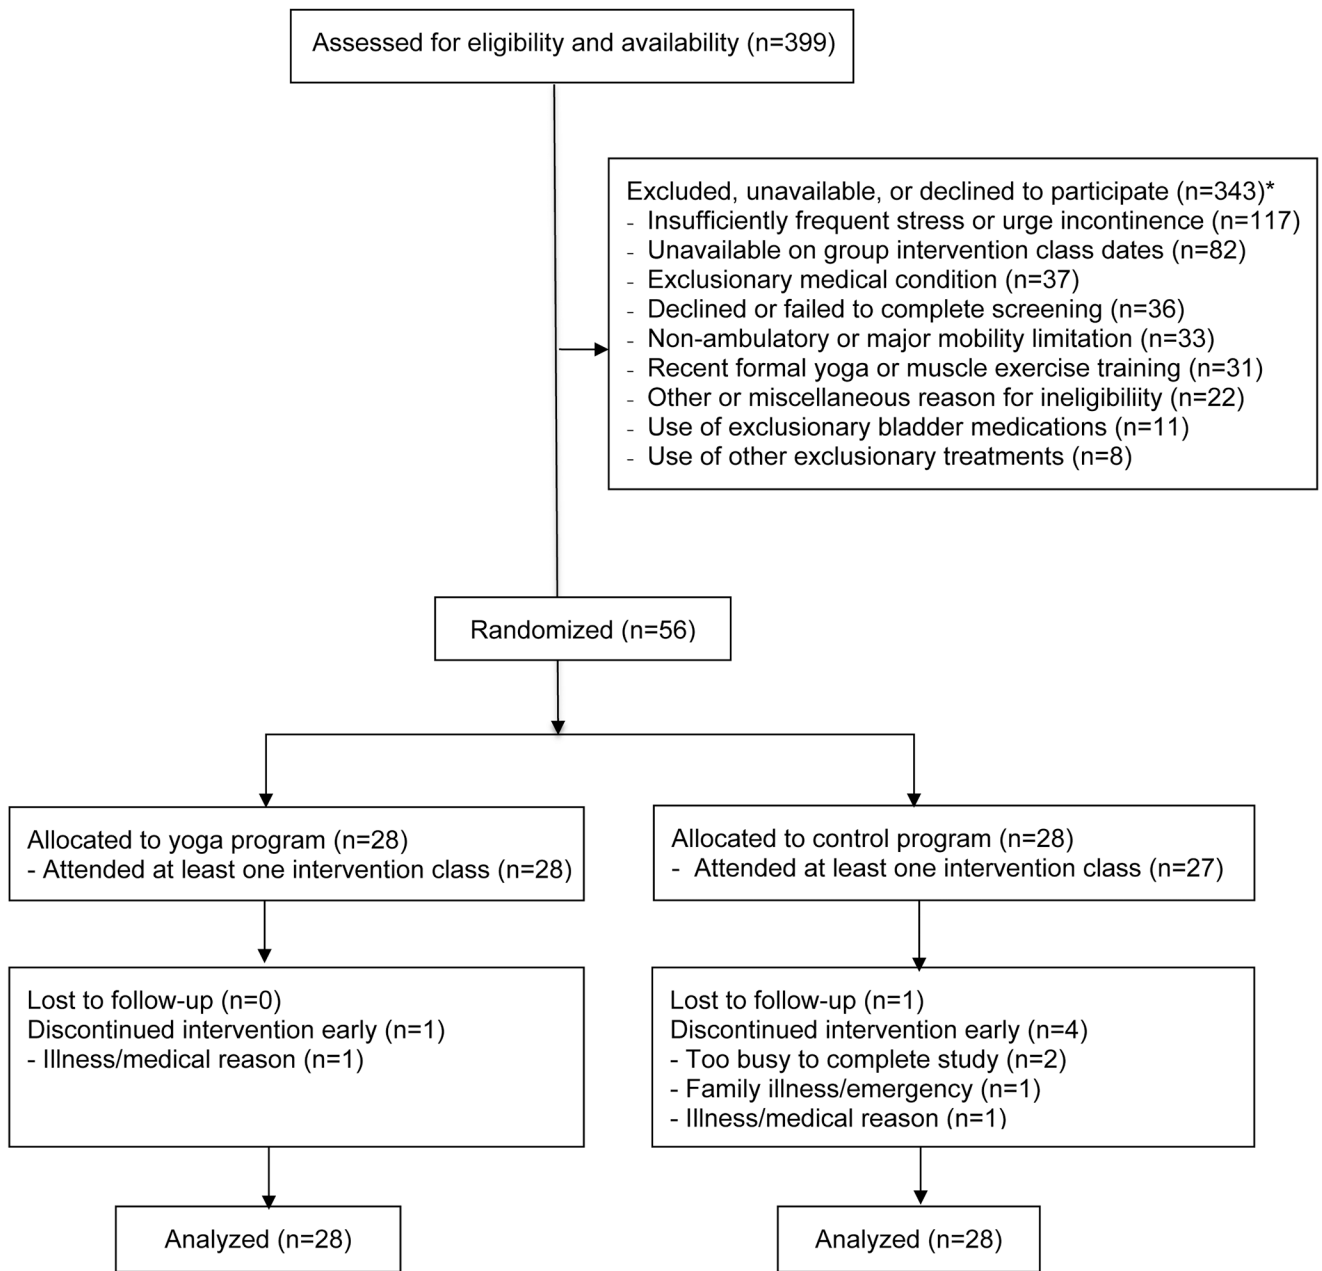 Assessed for eligibility and availability (n=399)
Excluded, unavailable, or declined to participate (n=343)*
- Insufficiently frequent stress or urge incontinence (n=117)
- Unavailable on group intervention class dates (n=82)
- Exclusionary medical condition (n=37)
- Declined or failed to complete screening (n=36)
- Non-ambulatory or major mobility limitation (n=33)
- Recent formal yoga or muscle exercise training (n=31)
- Other or miscellaneous reason for ineligibiliity (n=22)
- Use of exclusionary bladder medications (n=11)
- Use of other exclusionary treatments (n=8)
Randomized (n=56)
Allocated to yoga program (n=28)
- Attended at least one intervention class (n=28)
Allocated to control program (n=28)
- Attended at least one intervention class (n=27)
Lost to follow-up (n=0)
Discontinued intervention early (n=1)
- Illness/medical reason (n=1)
Lost to follow-up (n=1)
Discontinued intervention early (n=4)
- Too busy to complete study (n=2)
- Family illness/emergency (n=1)
- Illness/medical reason (n=1)
Analyzed (n=28)
Analyzed (n=28)